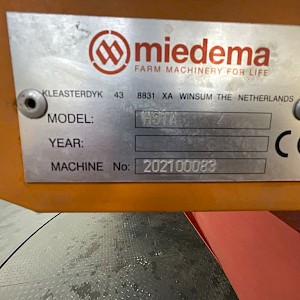 miedema
FARM MACHINERY FOR LIFE
KLEASTERDYK 43 8831 XA WINSUM THE NETHERLANDS
MODEL:
YEAR:
MACHINE No: 202100083